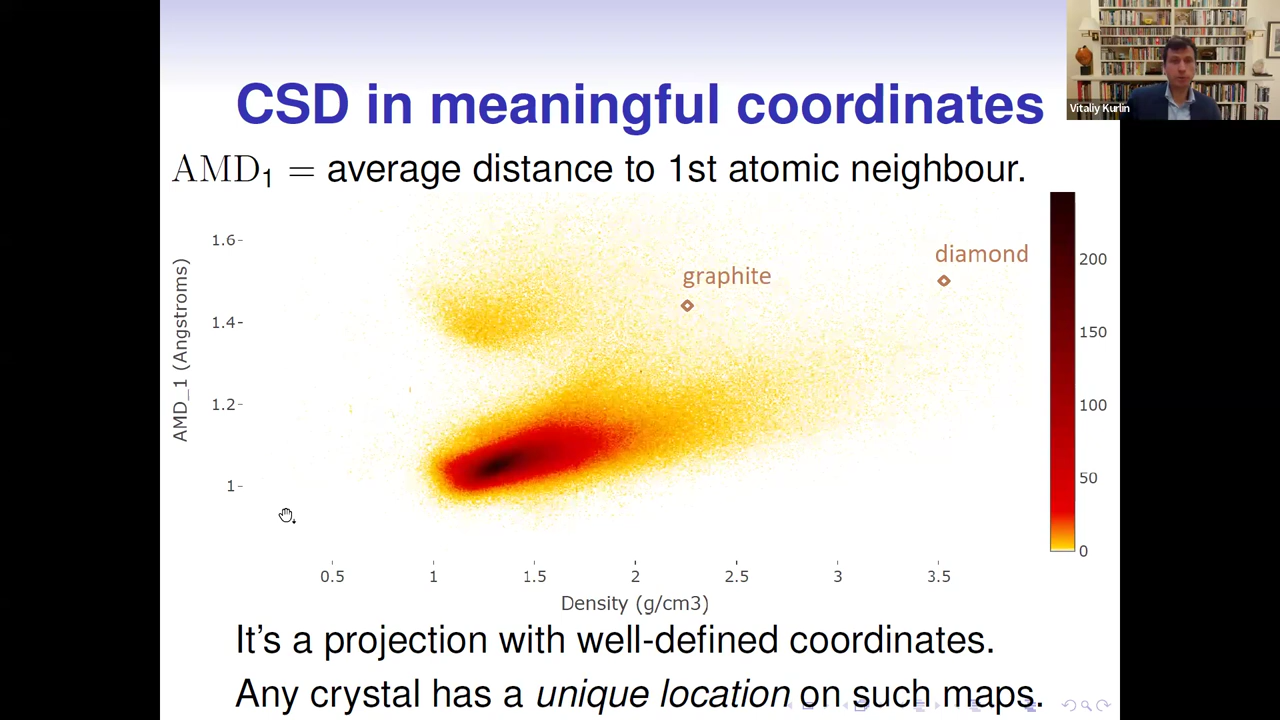 CSD in meaningful coordinates
Vitaliy Kurlin
AMD₁ = average distance to 1st atomic neighbour.
AMD_1 (Angstroms)
1.6
1.4
1.2
1
graphite
diamond
200
150
100
50
0
0.5 1 1.5 2 2.5 3 3.5
Density (g/cm3)
It's a projection with well-defined coordinates.
Any crystal has a unique location on such maps.